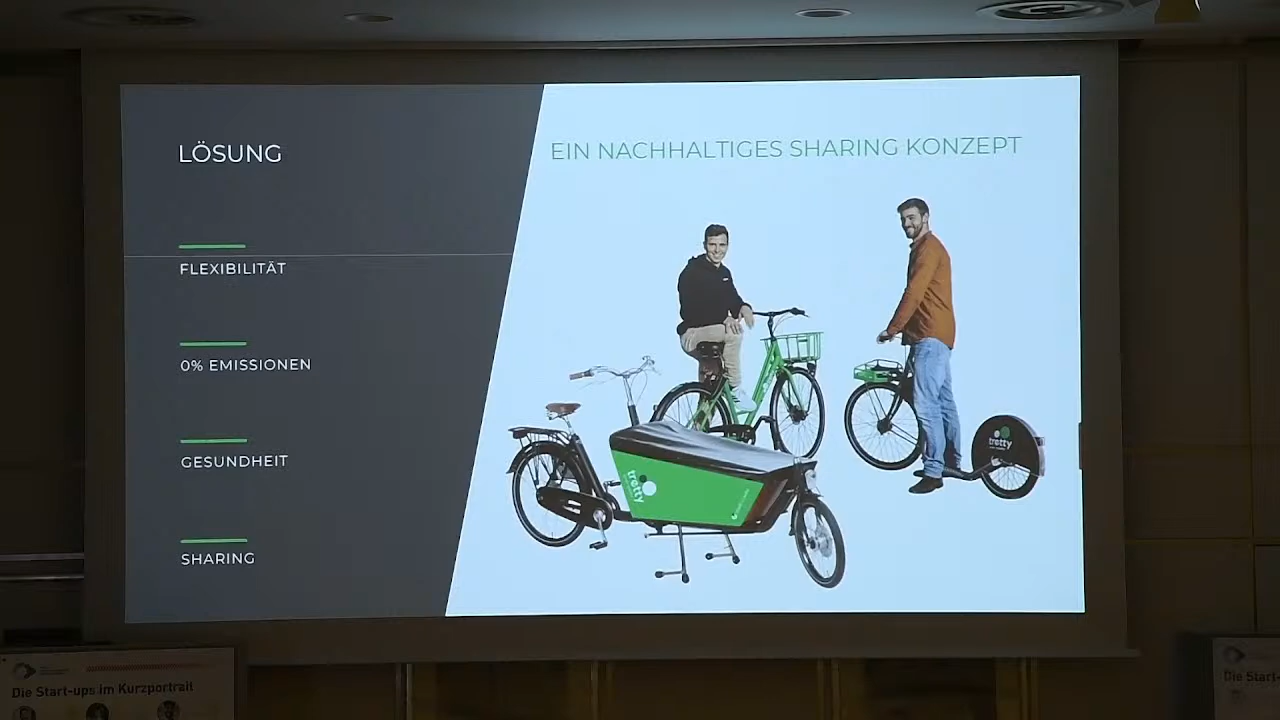 LÖSUNG
EIN NACHHALTIGES SHARING KONZEPT
FLEXIBILITÄT
0% EMISSIONEN
GESUNDHEIT
SHARING
tretty
tretty
Die Start-ups im Kurzportrait
Die Start-